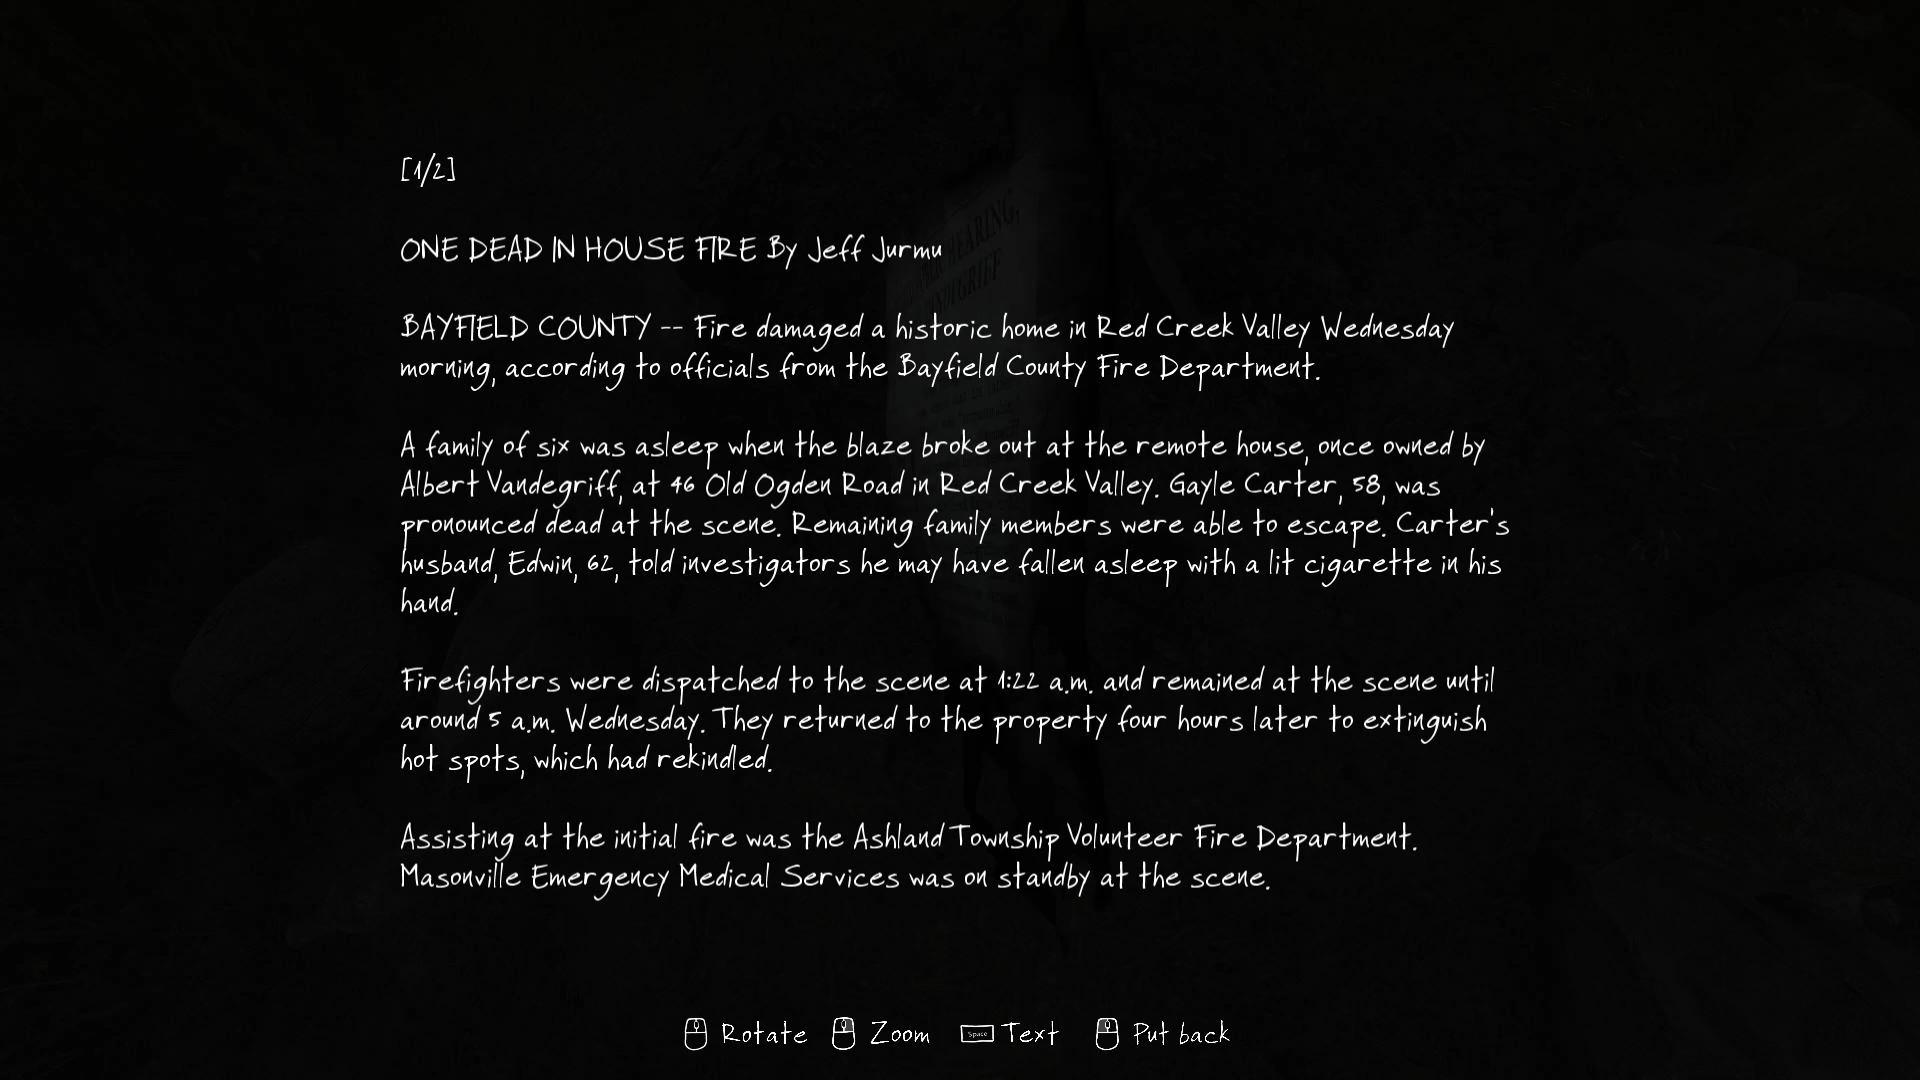 [1/2]
ONE DEAD IN HOUSE FIRE By Jeff Jurmu
BAYFIELD COUNTY -- Fire damaged a historic home in Red Creek Valley Wednesday
morning, according to officials from the Bayfield County Fire Department.
A family of six was asleep when the blaze broke out at the remote house, once owned by
Albert Vandegriff, at 46 Old Ogden Road in Red Creek Valley. Gayle Carter, 58, was
pronounced dead at the scene. Remaining family members were able to escape. Carter's
husband, Edwin, 62, told investigators he may have fallen asleep with a lit cigarette in his
hand.
Firefighters were dispatched to the scene at 1:22 a.m. and remained at the scene until
around 5 a.m. Wednesday. They returned to the property four hours later to extinguish
hot spots, which had rekindled.
Assisting at the initial fire was the Ashland Township Volunteer Fire Department.
Masonville Emergency Medical Services was on standby at the scene.
Rotate Zoom Space Text Put back